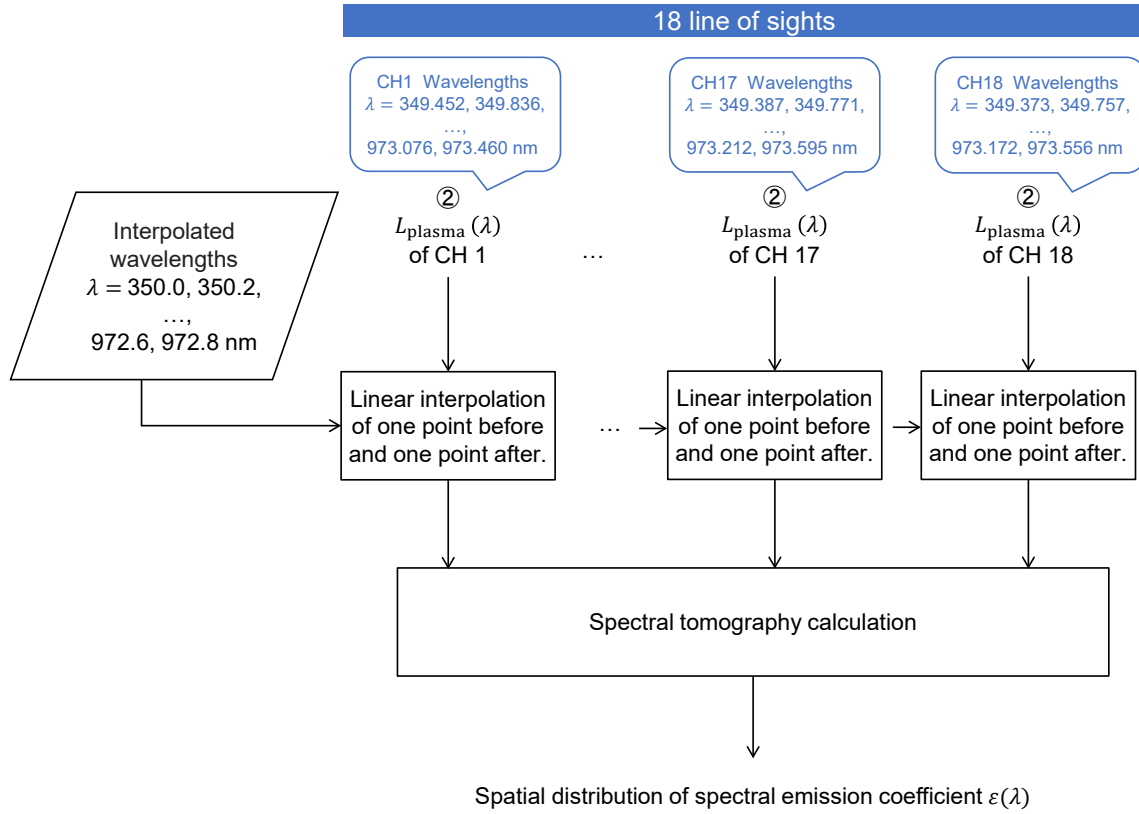 18 line of sights
CH1 Wavelengths
λ = 349.452, 349.836,
…,
973.076, 973.460 nm
CH17 Wavelengths
λ = 349.387, 349.771,
…,
973.212, 973.595 nm
CH18 Wavelengths
λ = 349.373, 349.757,
…,
973.172, 973.556 nm
②
L_plasma (λ)
of CH 1
…
②
L_plasma (λ)
of CH 17
②
L_plasma (λ)
of CH 18
Interpolated
wavelengths
λ = 350.0, 350.2,
…,
972.6, 972.8 nm
Linear interpolation
of one point before
and one point after.
…
Linear interpolation
of one point before
and one point after.
Linear interpolation
of one point before
and one point after.
Spectral tomography calculation
Spatial distribution of spectral emission coefficient ε(λ)